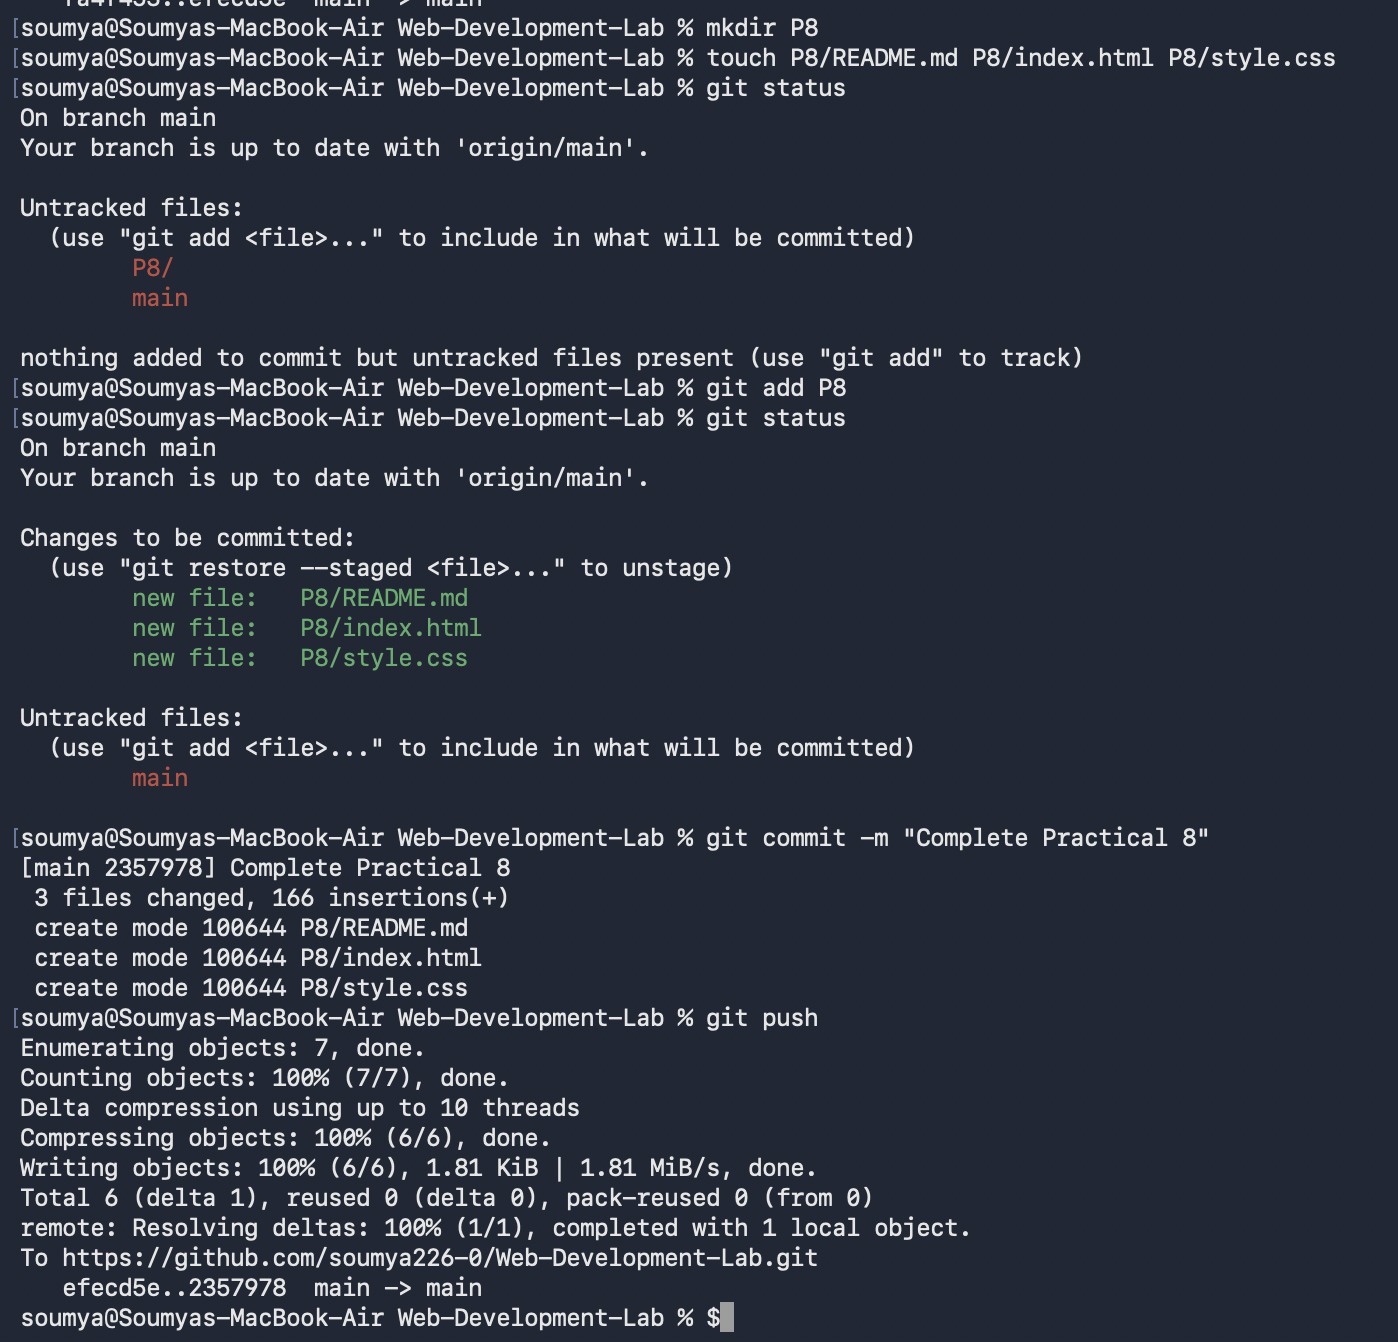 fa4f433..efecd5e  main -> main
[soumya@Soumyas-MacBook-Air Web-Development-Lab % mkdir P8
[soumya@Soumyas-MacBook-Air Web-Development-Lab % touch P8/README.md P8/index.html P8/style.css
[soumya@Soumyas-MacBook-Air Web-Development-Lab % git status
On branch main
Your branch is up to date with 'origin/main'.
Untracked files:
(use "git add <file>..." to include in what will be committed)
P8/
main
nothing added to commit but untracked files present (use "git add" to track)
[soumya@Soumyas-MacBook-Air Web-Development-Lab % git add P8
[soumya@Soumyas-MacBook-Air Web-Development-Lab % git status
On branch main
Your branch is up to date with 'origin/main'.
Changes to be committed:
(use "git restore --staged <file>..." to unstage)
new file:   P8/README.md
new file:   P8/index.html
new file:   P8/style.css
Untracked files:
(use "git add <file>..." to include in what will be committed)
main
[soumya@Soumyas-MacBook-Air Web-Development-Lab % git commit -m "Complete Practical 8"
[main 2357978] Complete Practical 8
3 files changed, 166 insertions(+)
create mode 100644 P8/README.md
create mode 100644 P8/index.html
create mode 100644 P8/style.css
[soumya@Soumyas-MacBook-Air Web-Development-Lab % git push
Enumerating objects: 7, done.
Counting objects: 100% (7/7), done.
Delta compression using up to 10 threads
Compressing objects: 100% (6/6), done.
Writing objects: 100% (6/6), 1.81 KiB | 1.81 MiB/s, done.
Total 6 (delta 1), reused 0 (delta 0), pack-reused 0 (from 0)
remote: Resolving deltas: 100% (1/1), completed with 1 local object.
To https://github.com/soumya226-0/Web-Development-Lab.git
efecd5e..2357978  main -> main
soumya@Soumyas-MacBook-Air Web-Development-Lab % $